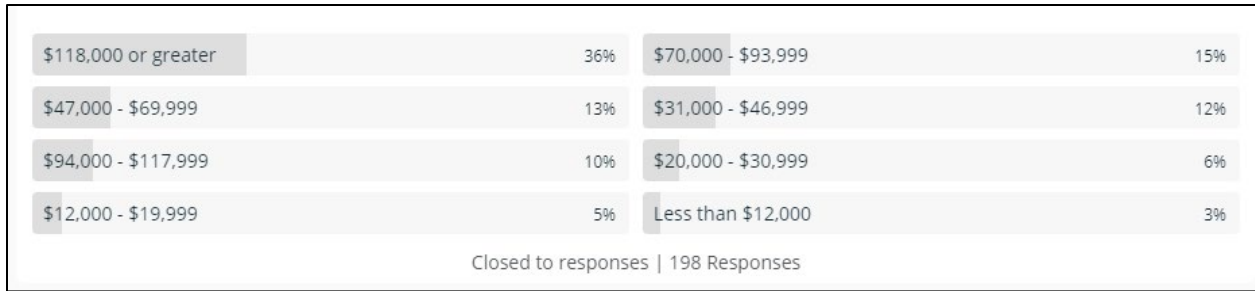 $118,000 or greater 36% $70,000 - $93,999 15%
$47,000 - $69,999 13% $31,000 - $46,999 12%
$94,000 - $117,999 10% $20,000 - $30,999 6%
$12,000 - $19,999 5% Less than $12,000 3%
Closed to responses | 198 Responses